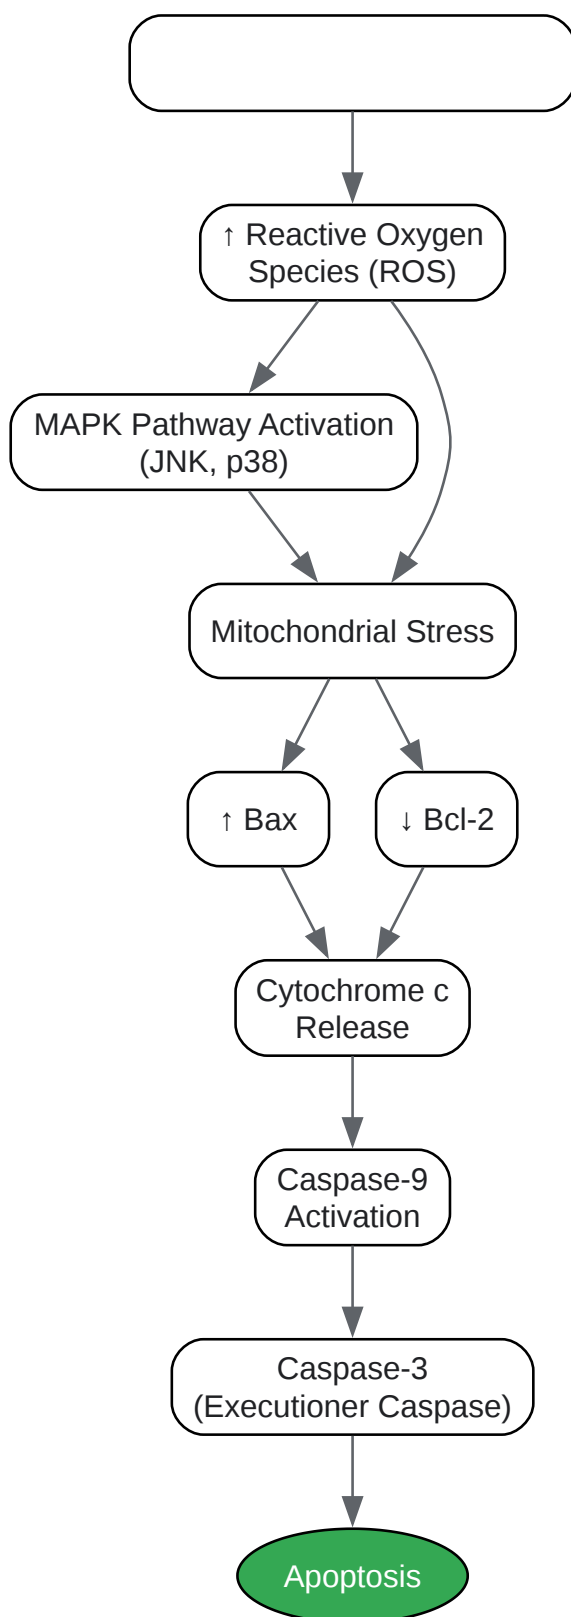 ↑ Reactive Oxygen
Species (ROS)
MAPK Pathway Activation
(JNK, p38)
Mitochondrial Stress
↑ Bax
↓ Bcl-2
Cytochrome c
Release
Caspase-9
Activation
Caspase-3
(Executioner Caspase)
Apoptosis